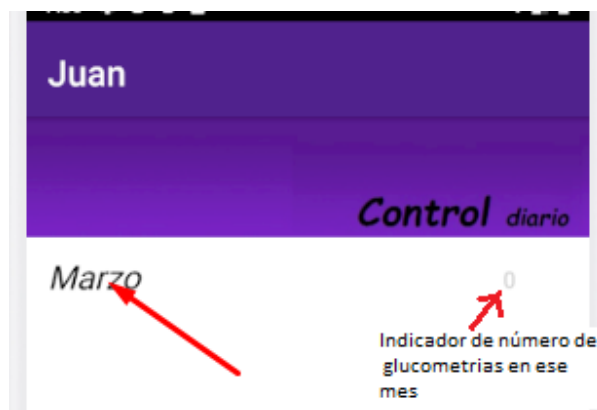 Juan
Control diario
Marzo
0
Indicador de número de
glucometrias en ese
mes